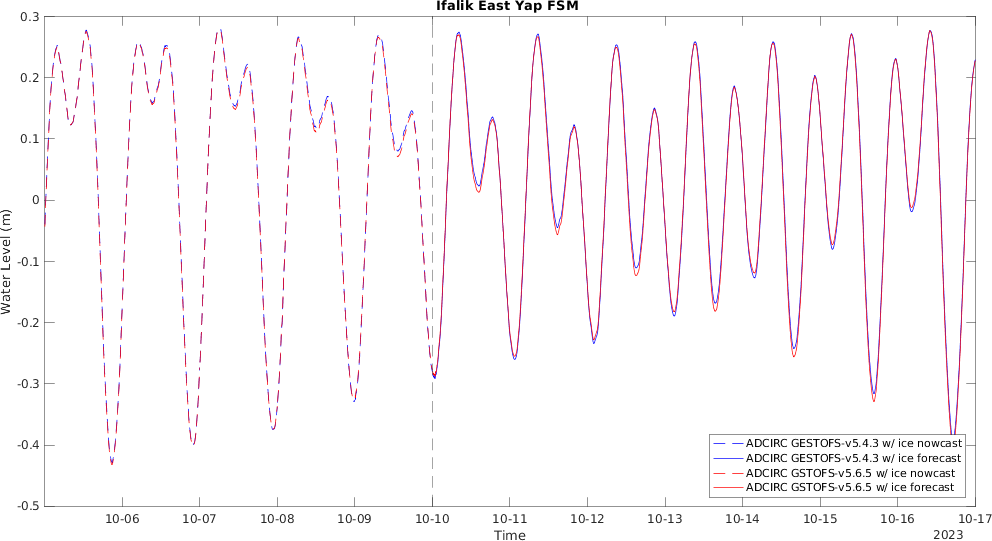 Ifalik East Yap FSM
0.3
0.2
0.1
0
-0.1
-0.2
-0.3
-0.4
-0.5
Water Level (m)
ADCIRC GESTOFS-v5.4.3 w/ ice nowcast
ADCIRC GESTOFS-v5.4.3 w/ ice forecast
ADCIRC GSTOFS-v5.6.5 w/ ice nowcast
ADCIRC GSTOFS-v5.6.5 w/ ice forecast
10-06 10-07 10-08 10-09 10-10 10-11 10-12 10-13 10-14 10-15 10-16 10-17
Time
2023